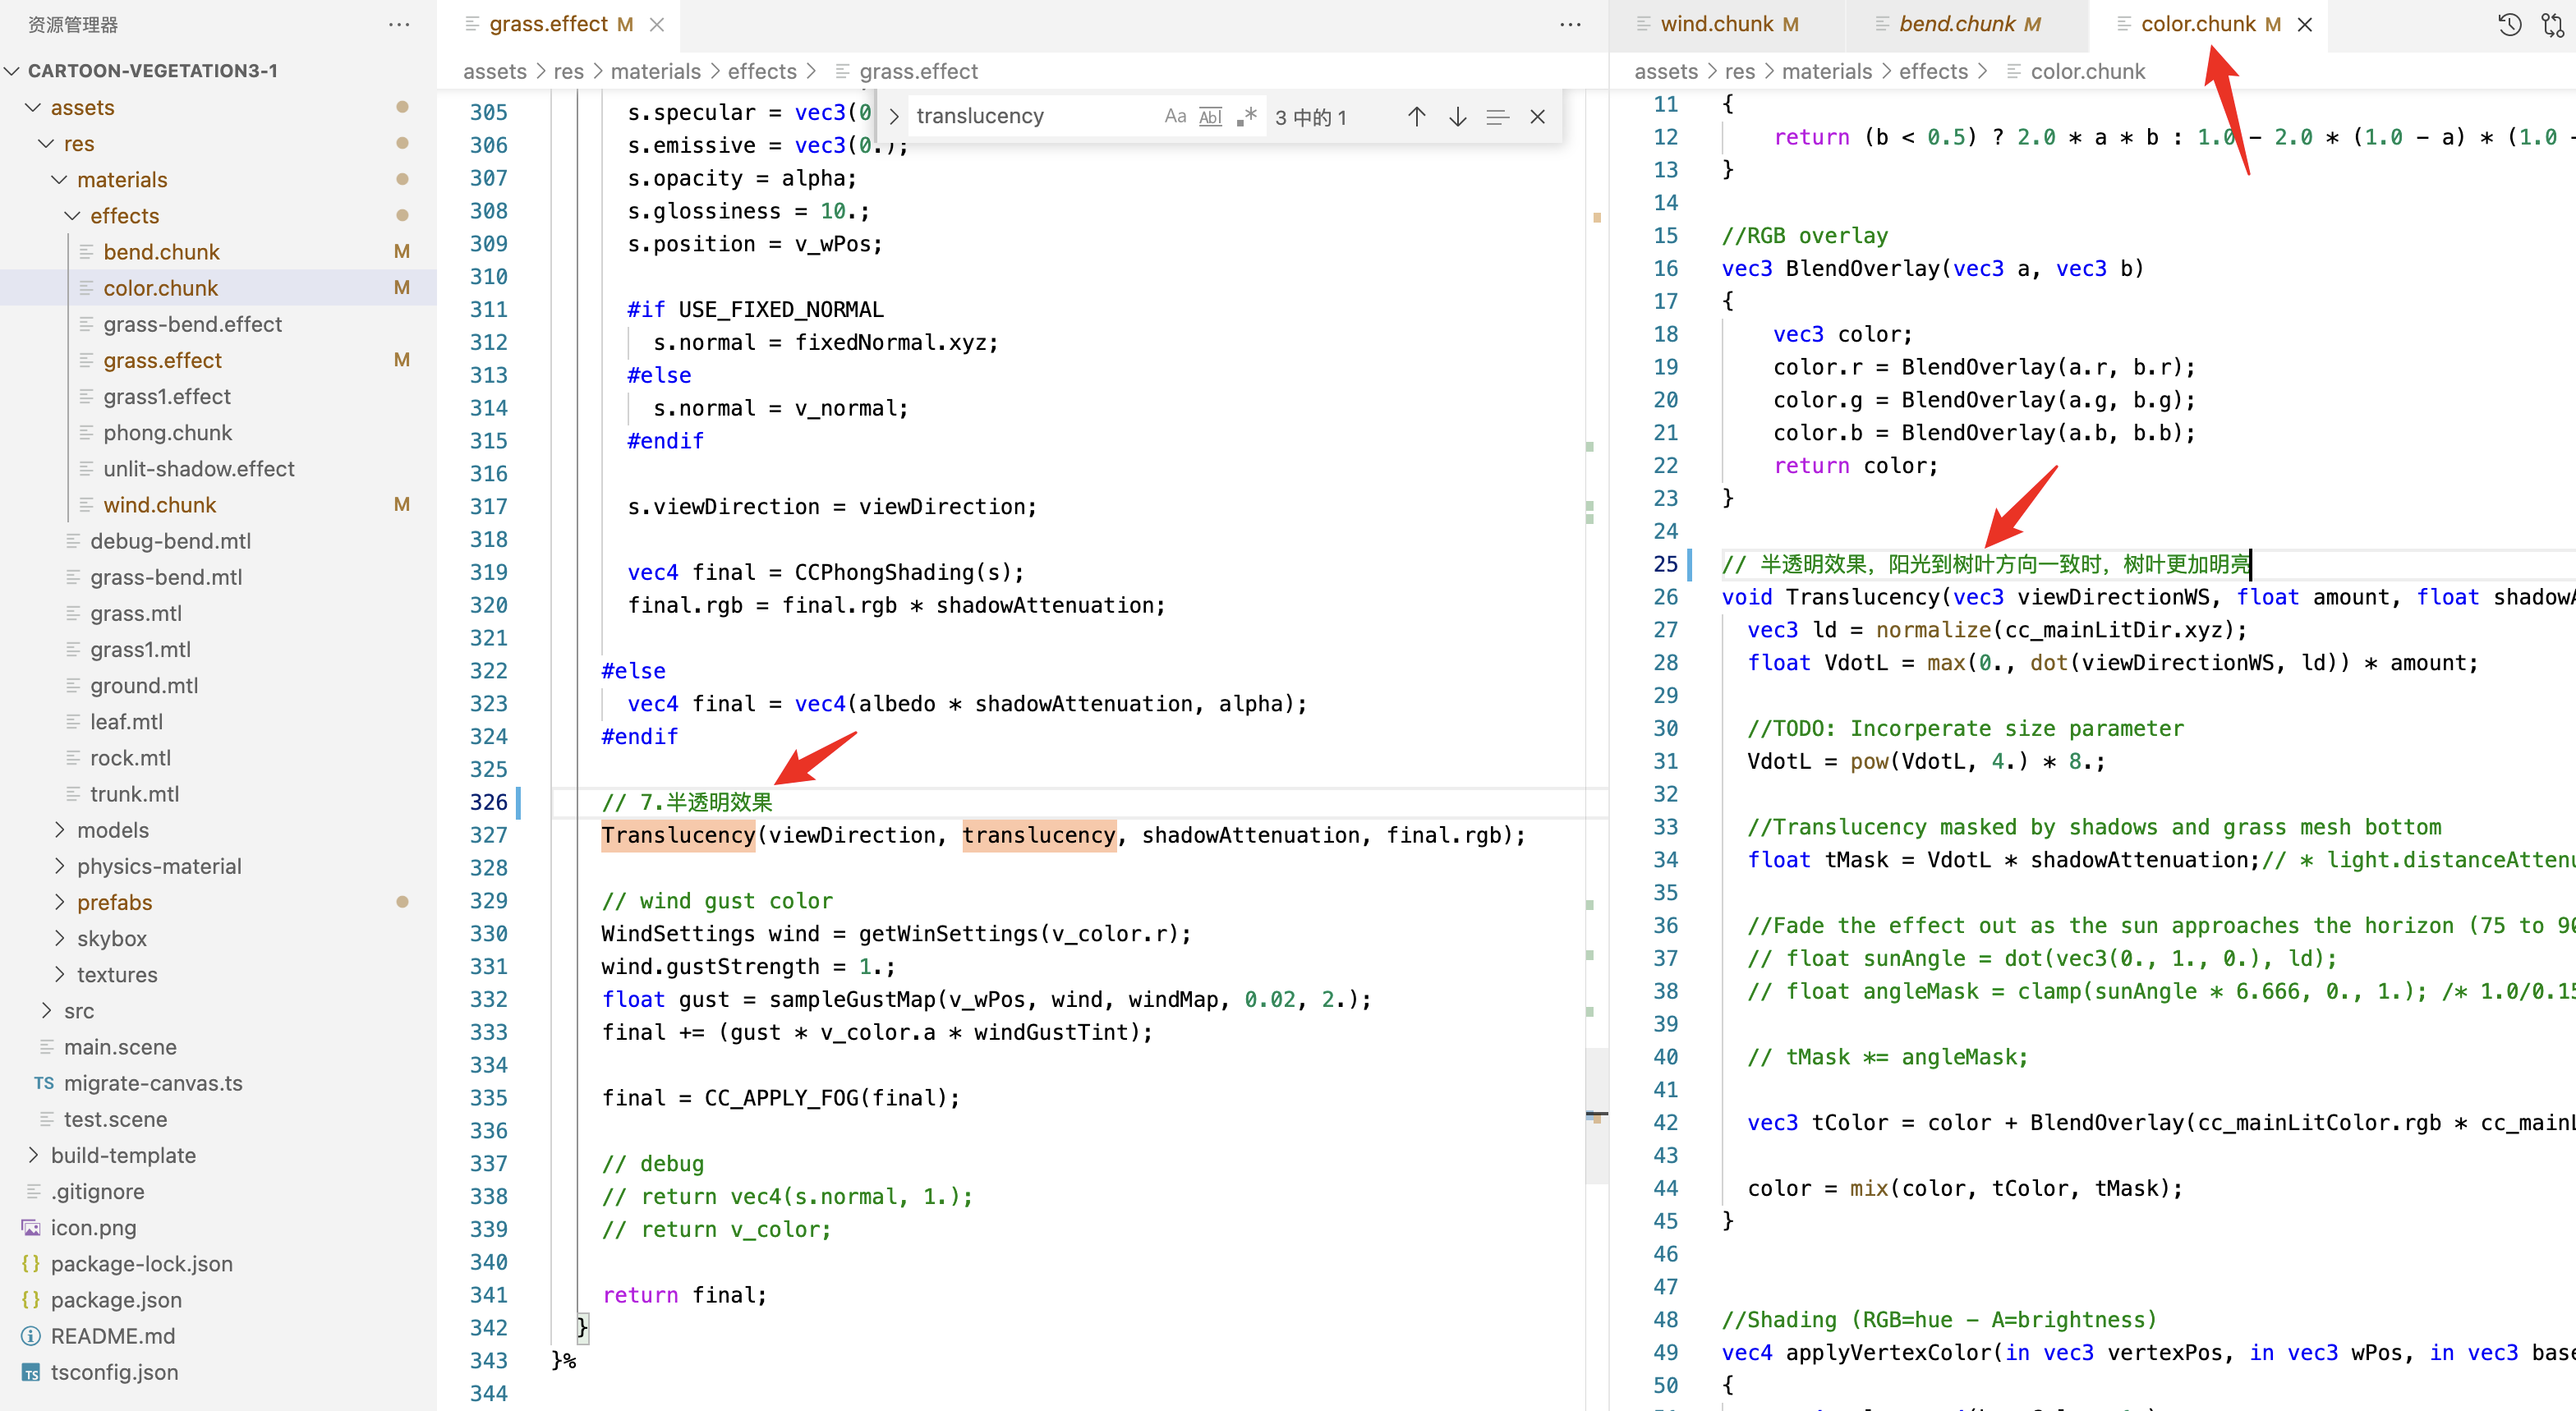 资源管理器
CARTOON-VEGETATION3-1
assets
res
materials
effects
bend.chunk M
color.chunk M
grass-bend.effect
grass.effect M
grass1.effect
phong.chunk
unlit-shadow.effect
wind.chunk M
debug-bend.mtl
grass-bend.mtl
grass.mtl
grass1.mtl
ground.mtl
leaf.mtl
rock.mtl
trunk.mtl
models
physics-material
prefabs
skybox
textures
src
main.scene
TS migrate-canvas.ts
test.scene
build-template
.gitignore
icon.png
{} package-lock.json
{} package.json
README.md
TS tsconfig.json
grass.effect M
assets > res > materials > effects > grass.effect
translucency Aa Abl .* 3 中的 1
305 s.specular = vec3(0
306 s.emissive = vec3(0.);
307 s.opacity = alpha;
308 s.glossiness = 10.;
309 s.position = v_wPos;
310
311 #if USE_FIXED_NORMAL
312 s.normal = fixedNormal.xyz;
313 #else
314 s.normal = v_normal;
315 #endif
316
317 s.viewDirection = viewDirection;
318
319 vec4 final = CCPhongShading(s);
320 final.rgb = final.rgb * shadowAttenuation;
321
322 #else
323 vec4 final = vec4(albedo * shadowAttenuation, alpha);
324 #endif
325
326 // 7.半透明效果
327 Translucency(viewDirection, translucency, shadowAttenuation, final.rgb);
328
329 // wind gust color
330 WindSettings wind = getWinSettings(v_color.r);
331 wind.gustStrength = 1.;
332 float gust = sampleGustMap(v_wPos, wind, windMap, 0.02, 2.);
333 final += (gust * v_color.a * windGustTint);
334
335 final = CC_APPLY_FOG(final);
336
337 // debug
338 // return vec4(s.normal, 1.);
339 // return v_color;
340
341 return final;
342 }
343 }%
344
wind.chunk M bend.chunk M color.chunk M
assets > res > materials > effects > color.chunk
11 {
12 return (b < 0.5) ? 2.0 * a * b : 1.0 - 2.0 * (1.0 - a) * (1.0 -
13 }
14
15 //RGB overlay
16 vec3 BlendOverlay(vec3 a, vec3 b)
17 {
18 vec3 color;
19 color.r = BlendOverlay(a.r, b.r);
20 color.g = BlendOverlay(a.g, b.g);
21 color.b = BlendOverlay(a.b, b.b);
22 return color;
23 }
24
25 // 半透明效果，阳光到树叶方向一致时，树叶更加明亮
26 void Translucency(vec3 viewDirectionWS, float amount, float shadowA
27 vec3 ld = normalize(cc_mainLitDir.xyz);
28 float VdotL = max(0., dot(viewDirectionWS, ld)) * amount;
29
30 //TODO: Incorperate size parameter
31 VdotL = pow(VdotL, 4.) * 8.;
32
33 //Translucency masked by shadows and grass mesh bottom
34 float tMask = VdotL * shadowAttenuation;// * light.distanceAttenu
35
36 //Fade the effect out as the sun approaches the horizon (75 to 90
37 // float sunAngle = dot(vec3(0., 1., 0.), ld);
38 // float angleMask = clamp(sunAngle * 6.666, 0., 1.); /* 1.0/0.15
39
40 // tMask *= angleMask;
41
42 vec3 tColor = color + BlendOverlay(cc_mainLitColor.rgb * cc_mainL
43
44 color = mix(color, tColor, tMask);
45 }
46
47
48 //Shading (RGB=hue - A=brightness)
49 vec4 applyVertexColor(in vec3 vertexPos, in vec3 wPos, in vec3 base
50 {